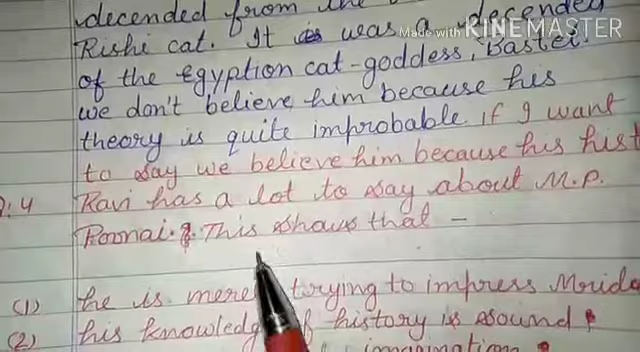 decended from the
Made with KINEMASTER
Rishi cat. It is was a decended
of the Egyption cat-goddess, Bastet.
we don't believe him because his
theory is quite improbable if I want
to say we believe him because his hist
Q.4 Ravi has a lot to say about M.P.
Poonai. This shows that -
(1) he is merel trying to impress Mrida
(2) his knowledg f history is sound
imagination